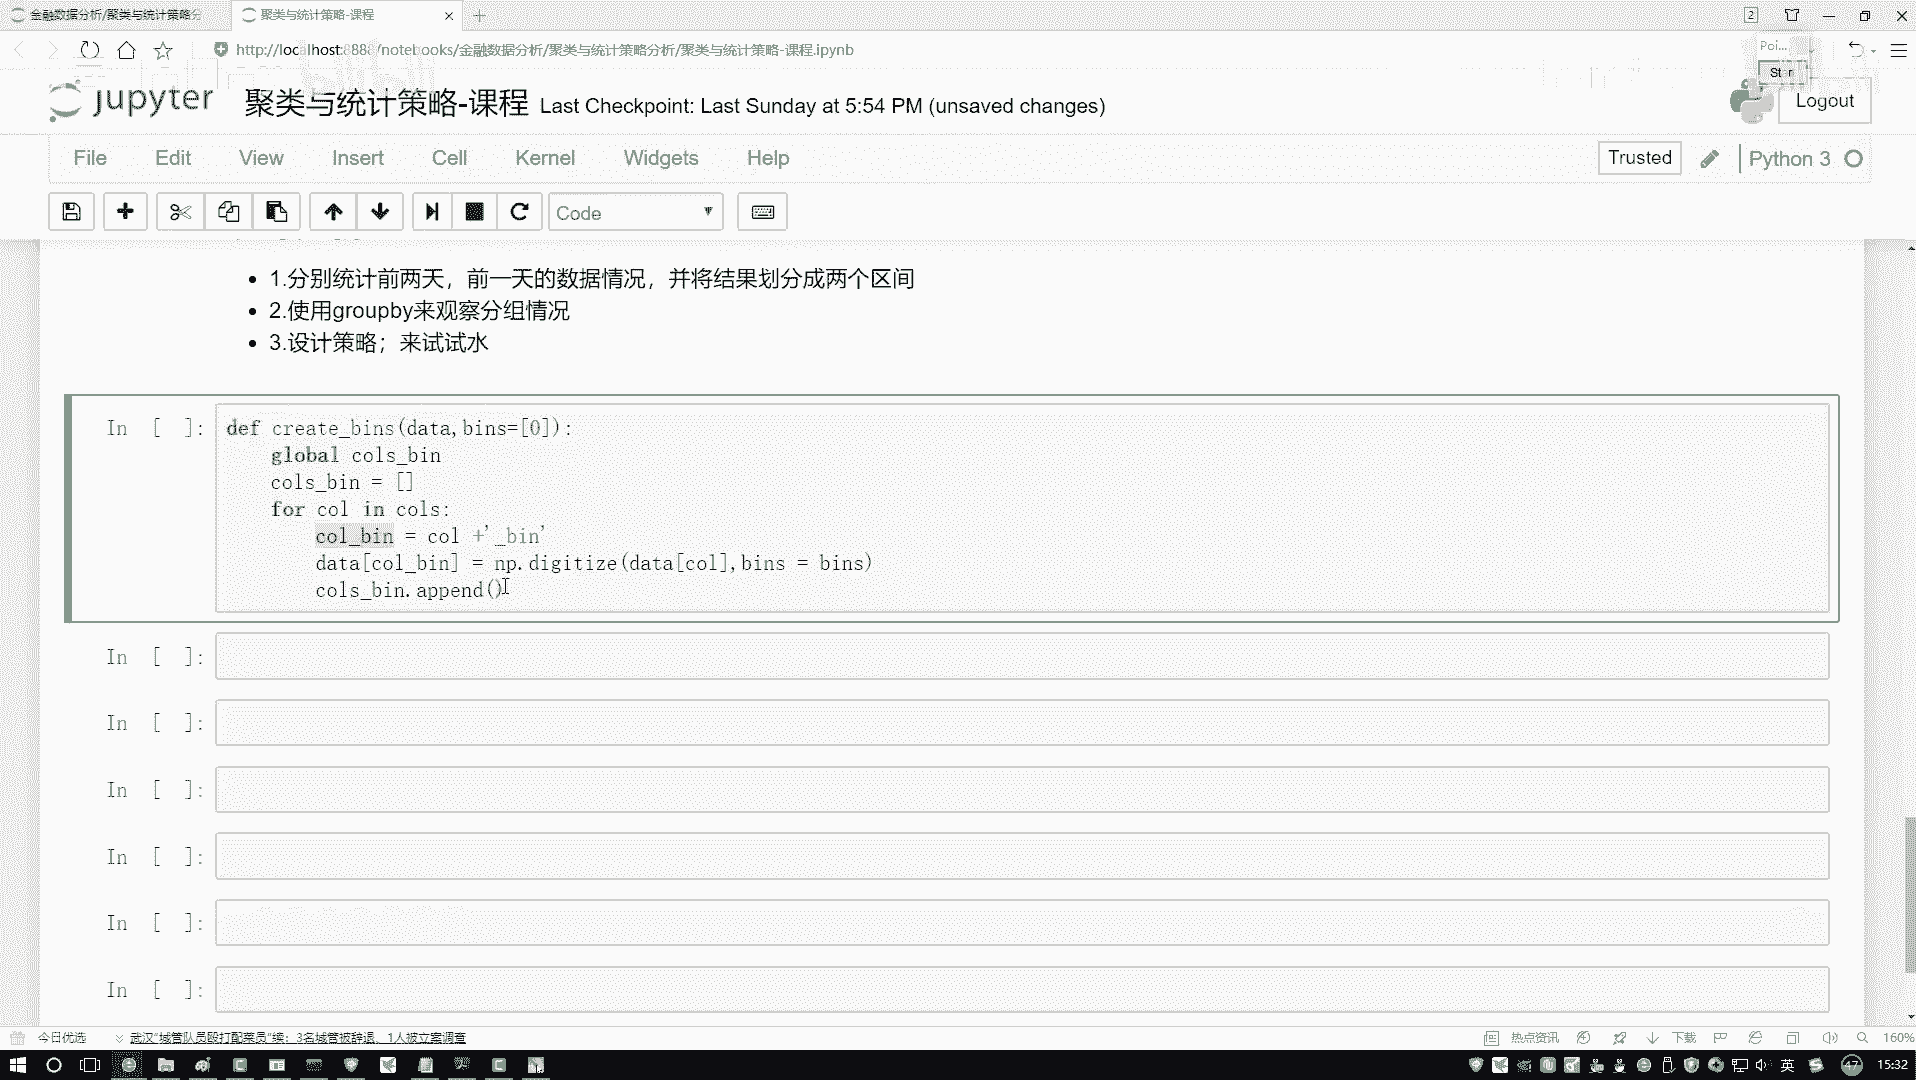 金融数据分析/聚类与统计策略分
聚类与统计策略-课程
2
http://localhost:8888/notebooks/金融数据分析/聚类与统计策略分析/聚类与统计策略-课程.ipynb
Poi...
jupyter
聚类与统计策略-课程 Last Checkpoint: Last Sunday at 5:54 PM (unsaved changes)
Logout
File Edit View Insert Cell Kernel Widgets Help
Trusted
Python 3
Code
1.分别统计前两天，前一天的数据情况，并将结果划分成两个区间
2.使用groupby来观察分组情况
3.设计策略；来试试水
In [ ]:
def create_bins(data,bins=[0]):
global cols_bin
cols_bin = []
for col in cols:
col_bin = col +'_bin'
data[col_bin] = np.digitize(data[col],bins = bins)
cols_bin.append()
In [ ]:
In [ ]:
In [ ]:
In [ ]:
In [ ]:
In [ ]:
今日优选
武汉"城管队员殴打配菜员"续：3名城管被辞退，1人被立案调查
热点资讯
下载
160%
英
47
15:32